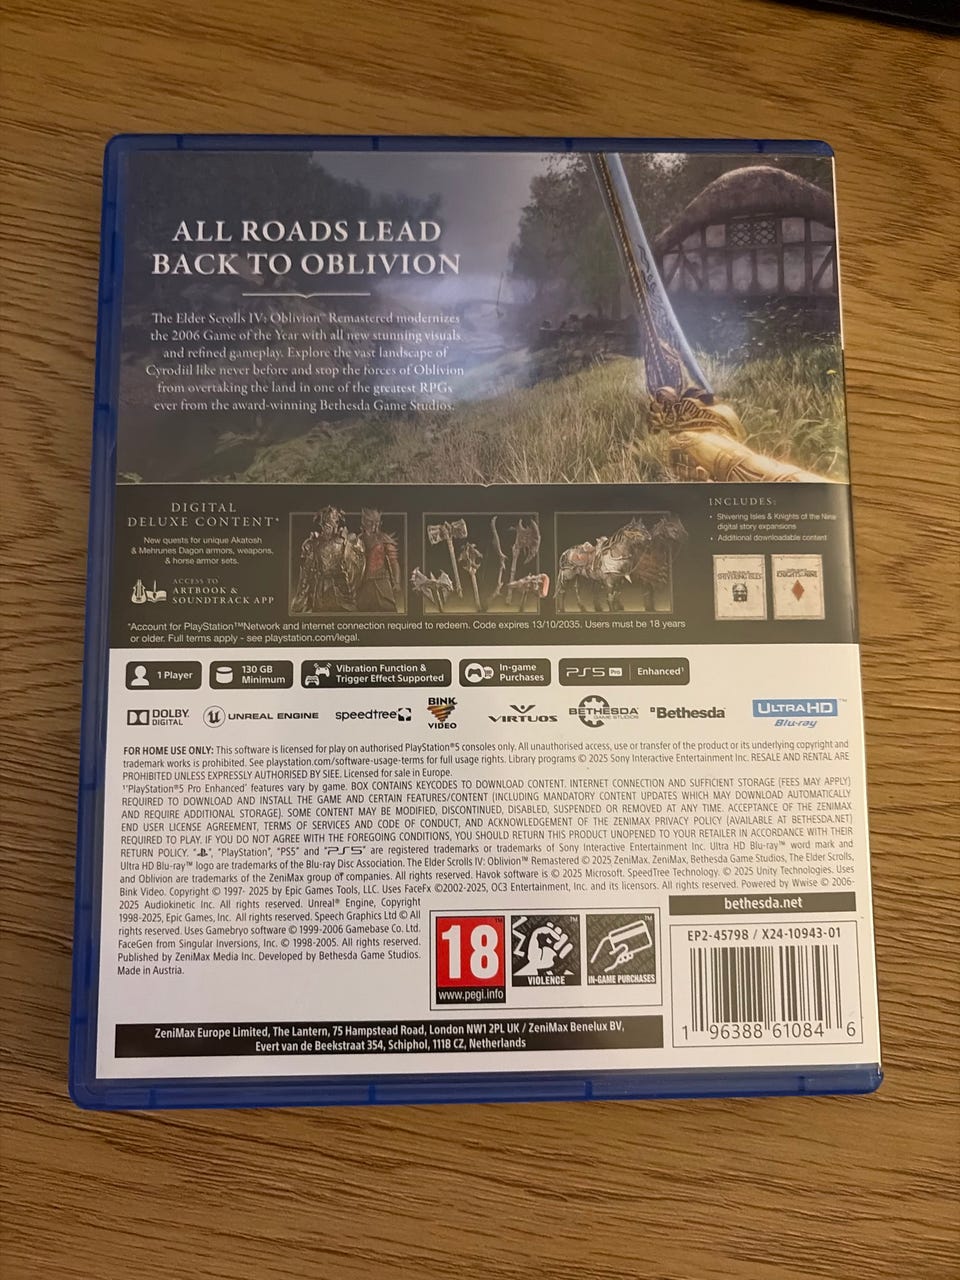 ALL ROADS LEAD
BACK TO OBLIVION
The Elder Scrolls IV: Oblivion™ Remastered modernizes
the 2006 Game of the Year with all new stunning visuals
and refined gameplay. Explore the vast landscape of
Cyrodiil like never before and stop the forces of Oblivion
from overtaking the land in one of the greatest RPGs
ever from the award-winning Bethesda Game Studios.
DIGITAL
DELUXE CONTENT*
New quests for unique Akatosh
& Mehrunes Dagon armors, weapons,
& horse armor sets.
ACCESS TO
ARTBOOK &
SOUNDTRACK APP
INCLUDES:
• Shivering Isles & Knights of the Nine
digital story expansions
• Additional downloadable content
SHIVERING ISLES
KNIGHTS OF THE NINE
*Account for PlayStation™Network and internet connection required to redeem. Code expires 13/10/2035. Users must be 18 years
or older. Full terms apply - see playstation.com/legal.
1 Player
130 GB
Minimum
Vibration Function &
Trigger Effect Supported
In-game
Purchases
PS5 Pro Enhanced¹
DOLBY
DIGITAL
UNREAL ENGINE
speedtree
BINK
VIDEO
VIRTUOS
BETHESDA
GAME STUDIOS
Bethesda
ULTRA HD™
Blu-ray
FOR HOME USE ONLY: This software is licensed for play on authorised PlayStation®5 consoles only. All unauthorised access, use or transfer of the product or its underlying copyright and
trademark works is prohibited. See playstation.com/software-usage-terms for full usage rights. Library programs © 2025 Sony Interactive Entertainment Inc. RESALE AND RENTAL ARE
PROHIBITED UNLESS EXPRESSLY AUTHORISED BY SIEE. Licensed for sale in Europe.
¹'PlayStation®5 Pro Enhanced' features vary by game. BOX CONTAINS KEYCODES TO DOWNLOAD CONTENT. INTERNET CONNECTION AND SUFFICIENT STORAGE (FEES MAY APPLY)
REQUIRED TO DOWNLOAD AND INSTALL THE GAME AND CERTAIN FEATURES/CONTENT (INCLUDING MANDATORY CONTENT UPDATES WHICH MAY DOWNLOAD AUTOMATICALLY
AND REQUIRE ADDITIONAL STORAGE). SOME CONTENT MAY BE MODIFIED, DISCONTINUED, DISABLED, SUSPENDED OR REMOVED AT ANY TIME. ACCEPTANCE OF THE ZENIMAX
END USER LICENSE AGREEMENT, TERMS OF SERVICES AND CODE OF CONDUCT, AND ACKNOWLEDGEMENT OF THE ZENIMAX PRIVACY POLICY (AVAILABLE AT BETHESDA.NET)
REQUIRED TO PLAY. IF YOU DO NOT AGREE WITH THE FOREGOING CONDITIONS, YOU SHOULD RETURN THIS PRODUCT UNOPENED TO YOUR RETAILER IN ACCORDANCE WITH THEIR
RETURN POLICY. "PS", "PlayStation", "PS5" and "PS5" are registered trademarks or trademarks of Sony Interactive Entertainment Inc. Ultra HD Blu-ray™ word mark and
Ultra HD Blu-ray™ logo are trademarks of the Blu-ray Disc Association. The Elder Scrolls IV: Oblivion™ Remastered © 2025 ZeniMax. ZeniMax, Bethesda Game Studios, The Elder Scrolls,
and Oblivion are trademarks of the ZeniMax group of companies. All rights reserved. Havok software is © 2025 Microsoft. SpeedTree Technology. © 2025 Unity Technologies. Uses
Bink Video. Copyright © 1997- 2025 by Epic Games Tools, LLC. Uses FaceFx ©2002-2025, OC3 Entertainment, Inc. and its licensors. All rights reserved. Powered by Wwise © 2006-
2025 Audiokinetic Inc. All rights reserved. Unreal® Engine, Copyright
1998-2025, Epic Games, Inc. All rights reserved. Speech Graphics Ltd © All
rights reserved. Uses Gamebryo software © 1999-2006 Gamebase Co. Ltd.
FaceGen from Singular Inversions, Inc. © 1998-2005. All rights reserved.
Published by ZeniMax Media Inc. Developed by Bethesda Game Studios.
Made in Austria.
18
www.pegi.info
VIOLENCE
IN-GAME PURCHASES
bethesda.net
EP2-45798 / X24-10943-01
1 96388 61084 6
ZeniMax Europe Limited, The Lantern, 75 Hampstead Road, London NW1 2PL UK / ZeniMax Benelux BV,
Evert van de Beekstraat 354, Schiphol, 1118 CZ, Netherlands